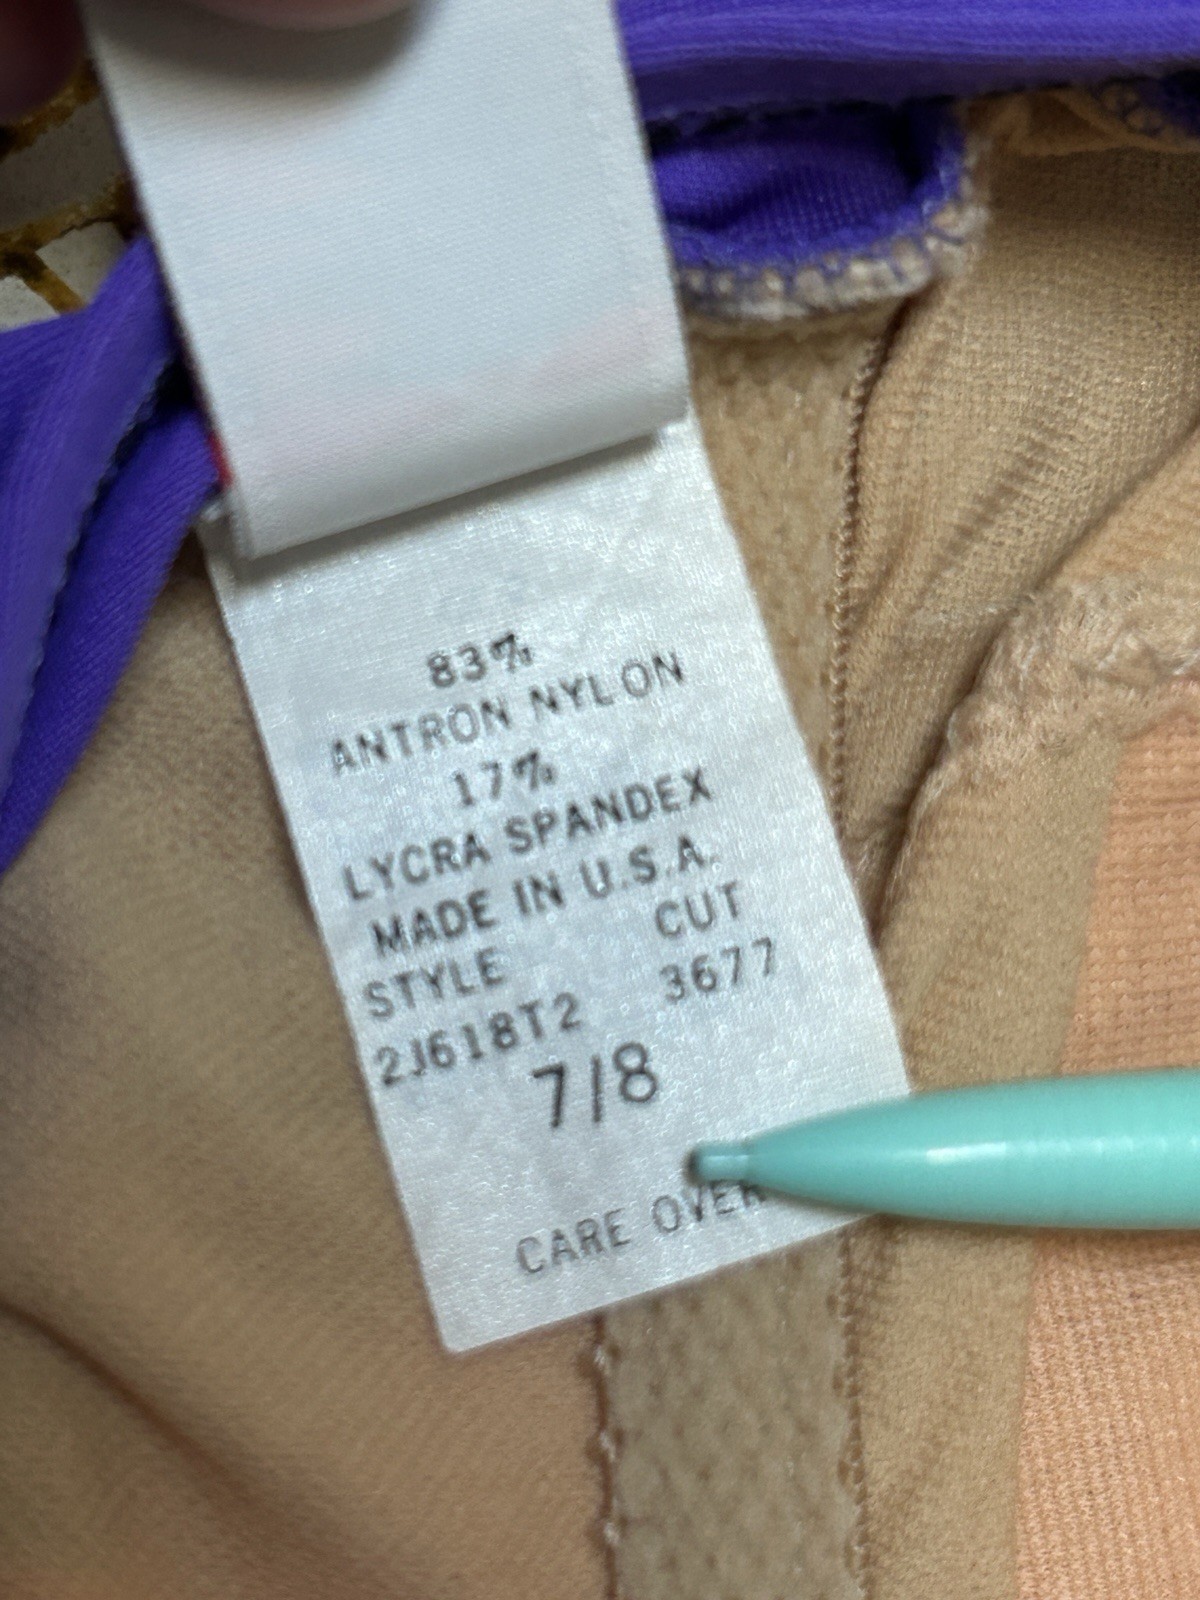 83%
ANTRON NYLON
17%
LYCRA SPANDEX
MADE IN U.S.A.
STYLE CUT
2J618T2 3677
7/8
CARE OVER